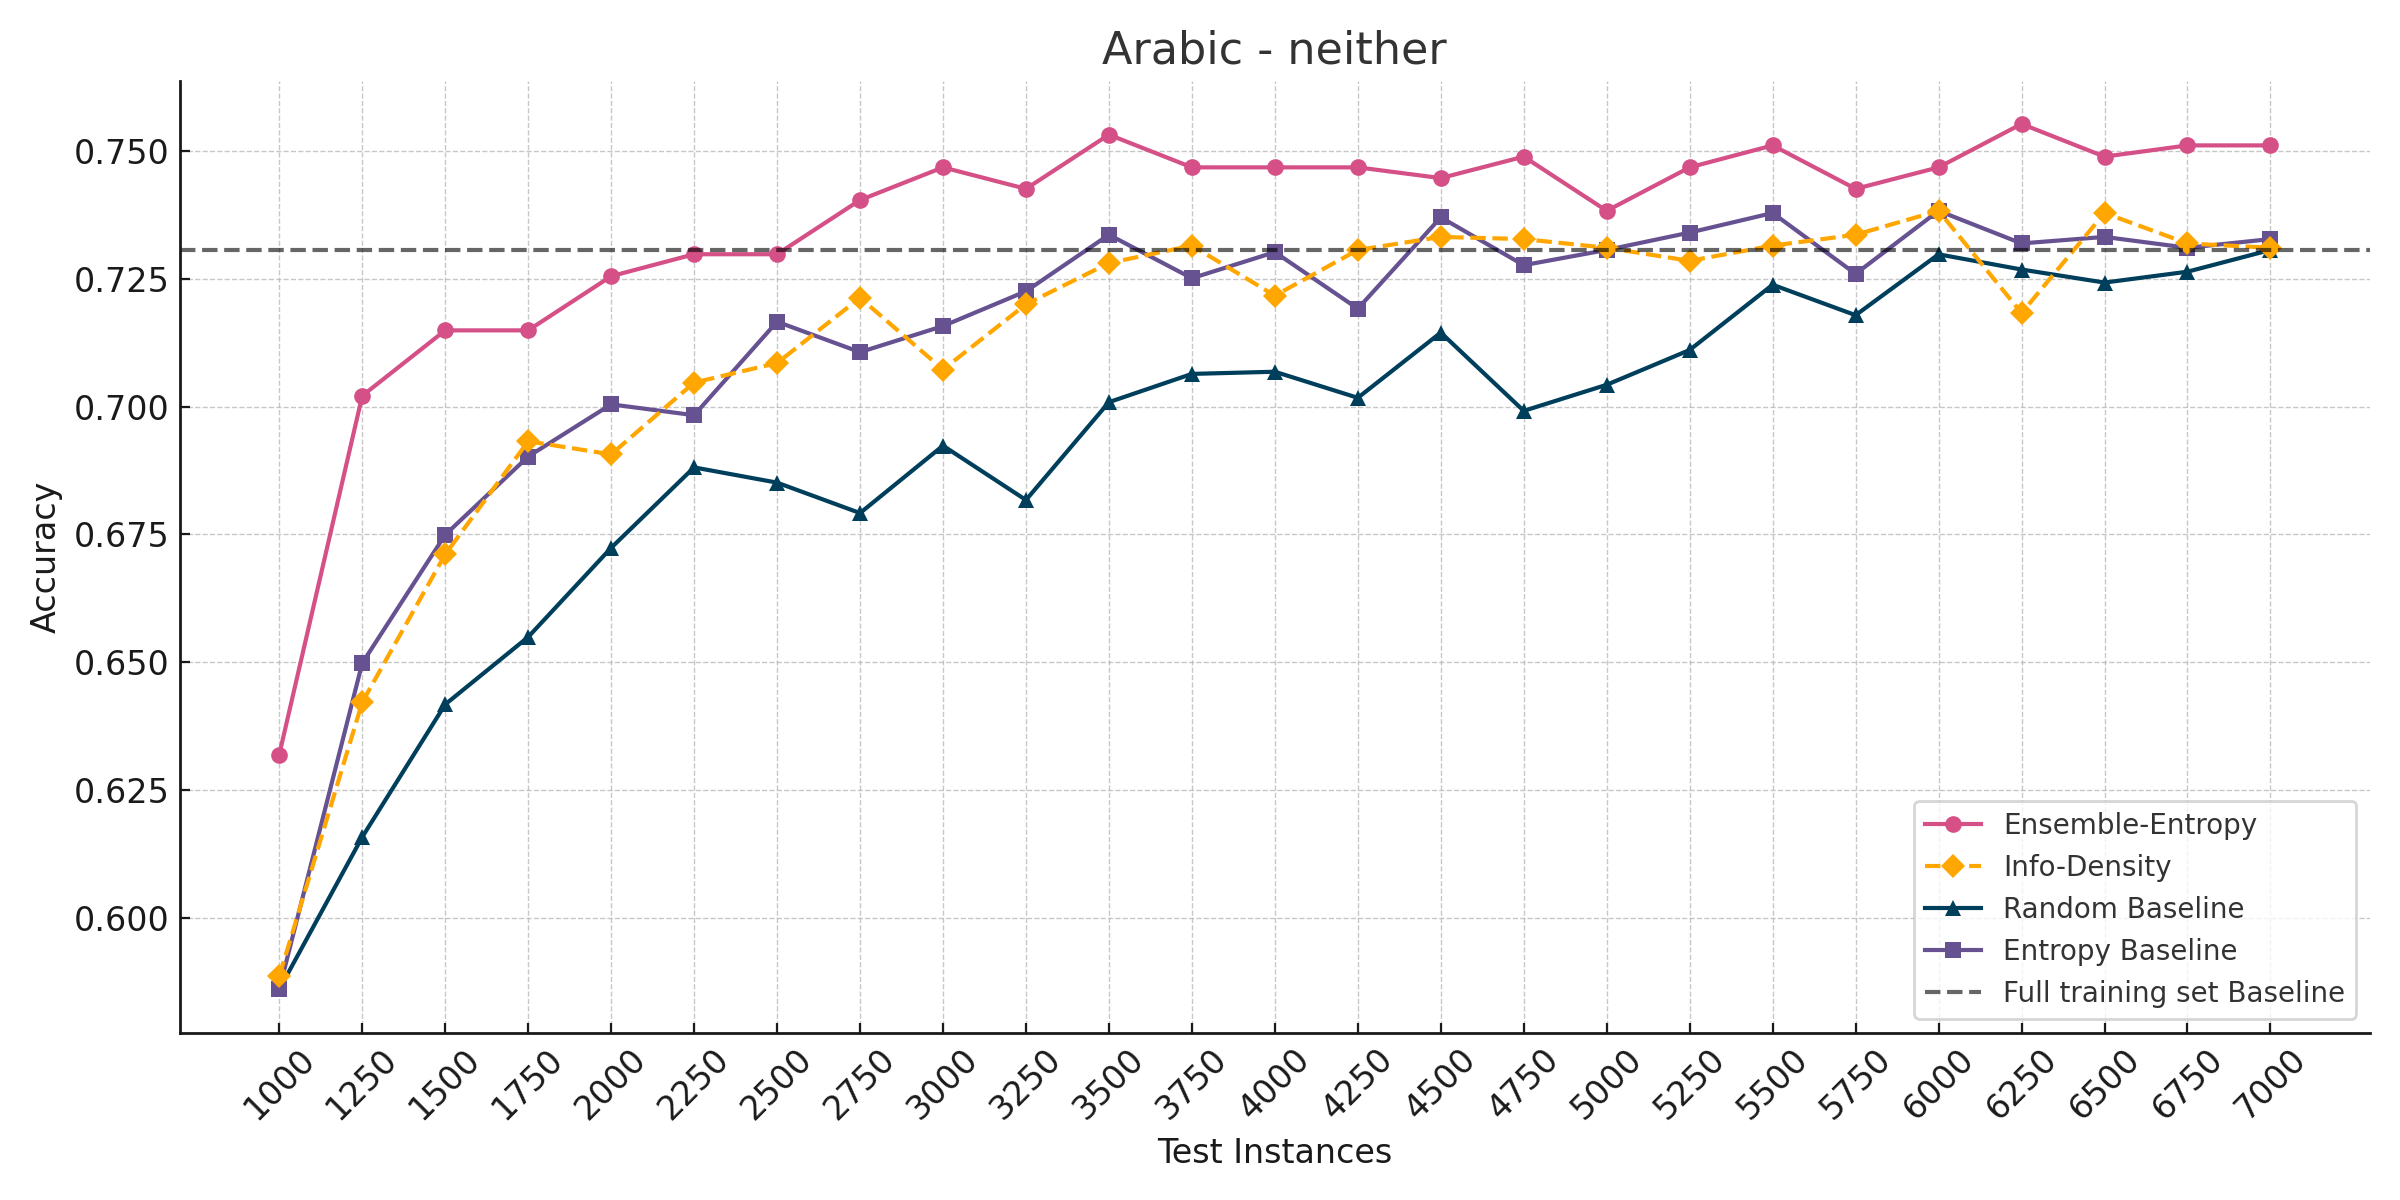 Arabic - neither
Accuracy
0.750
0.725
0.700
0.675
0.650
0.625
0.600
Ensemble-Entropy
Info-Density
Random Baseline
Entropy Baseline
Full training set Baseline
1000 1250 1500 1750 2000 2250 2500 2750 3000 3250 3500 3750 4000 4250 4500 4750 5000 5250 5500 5750 6000 6250 6500 6750 7000
Test Instances